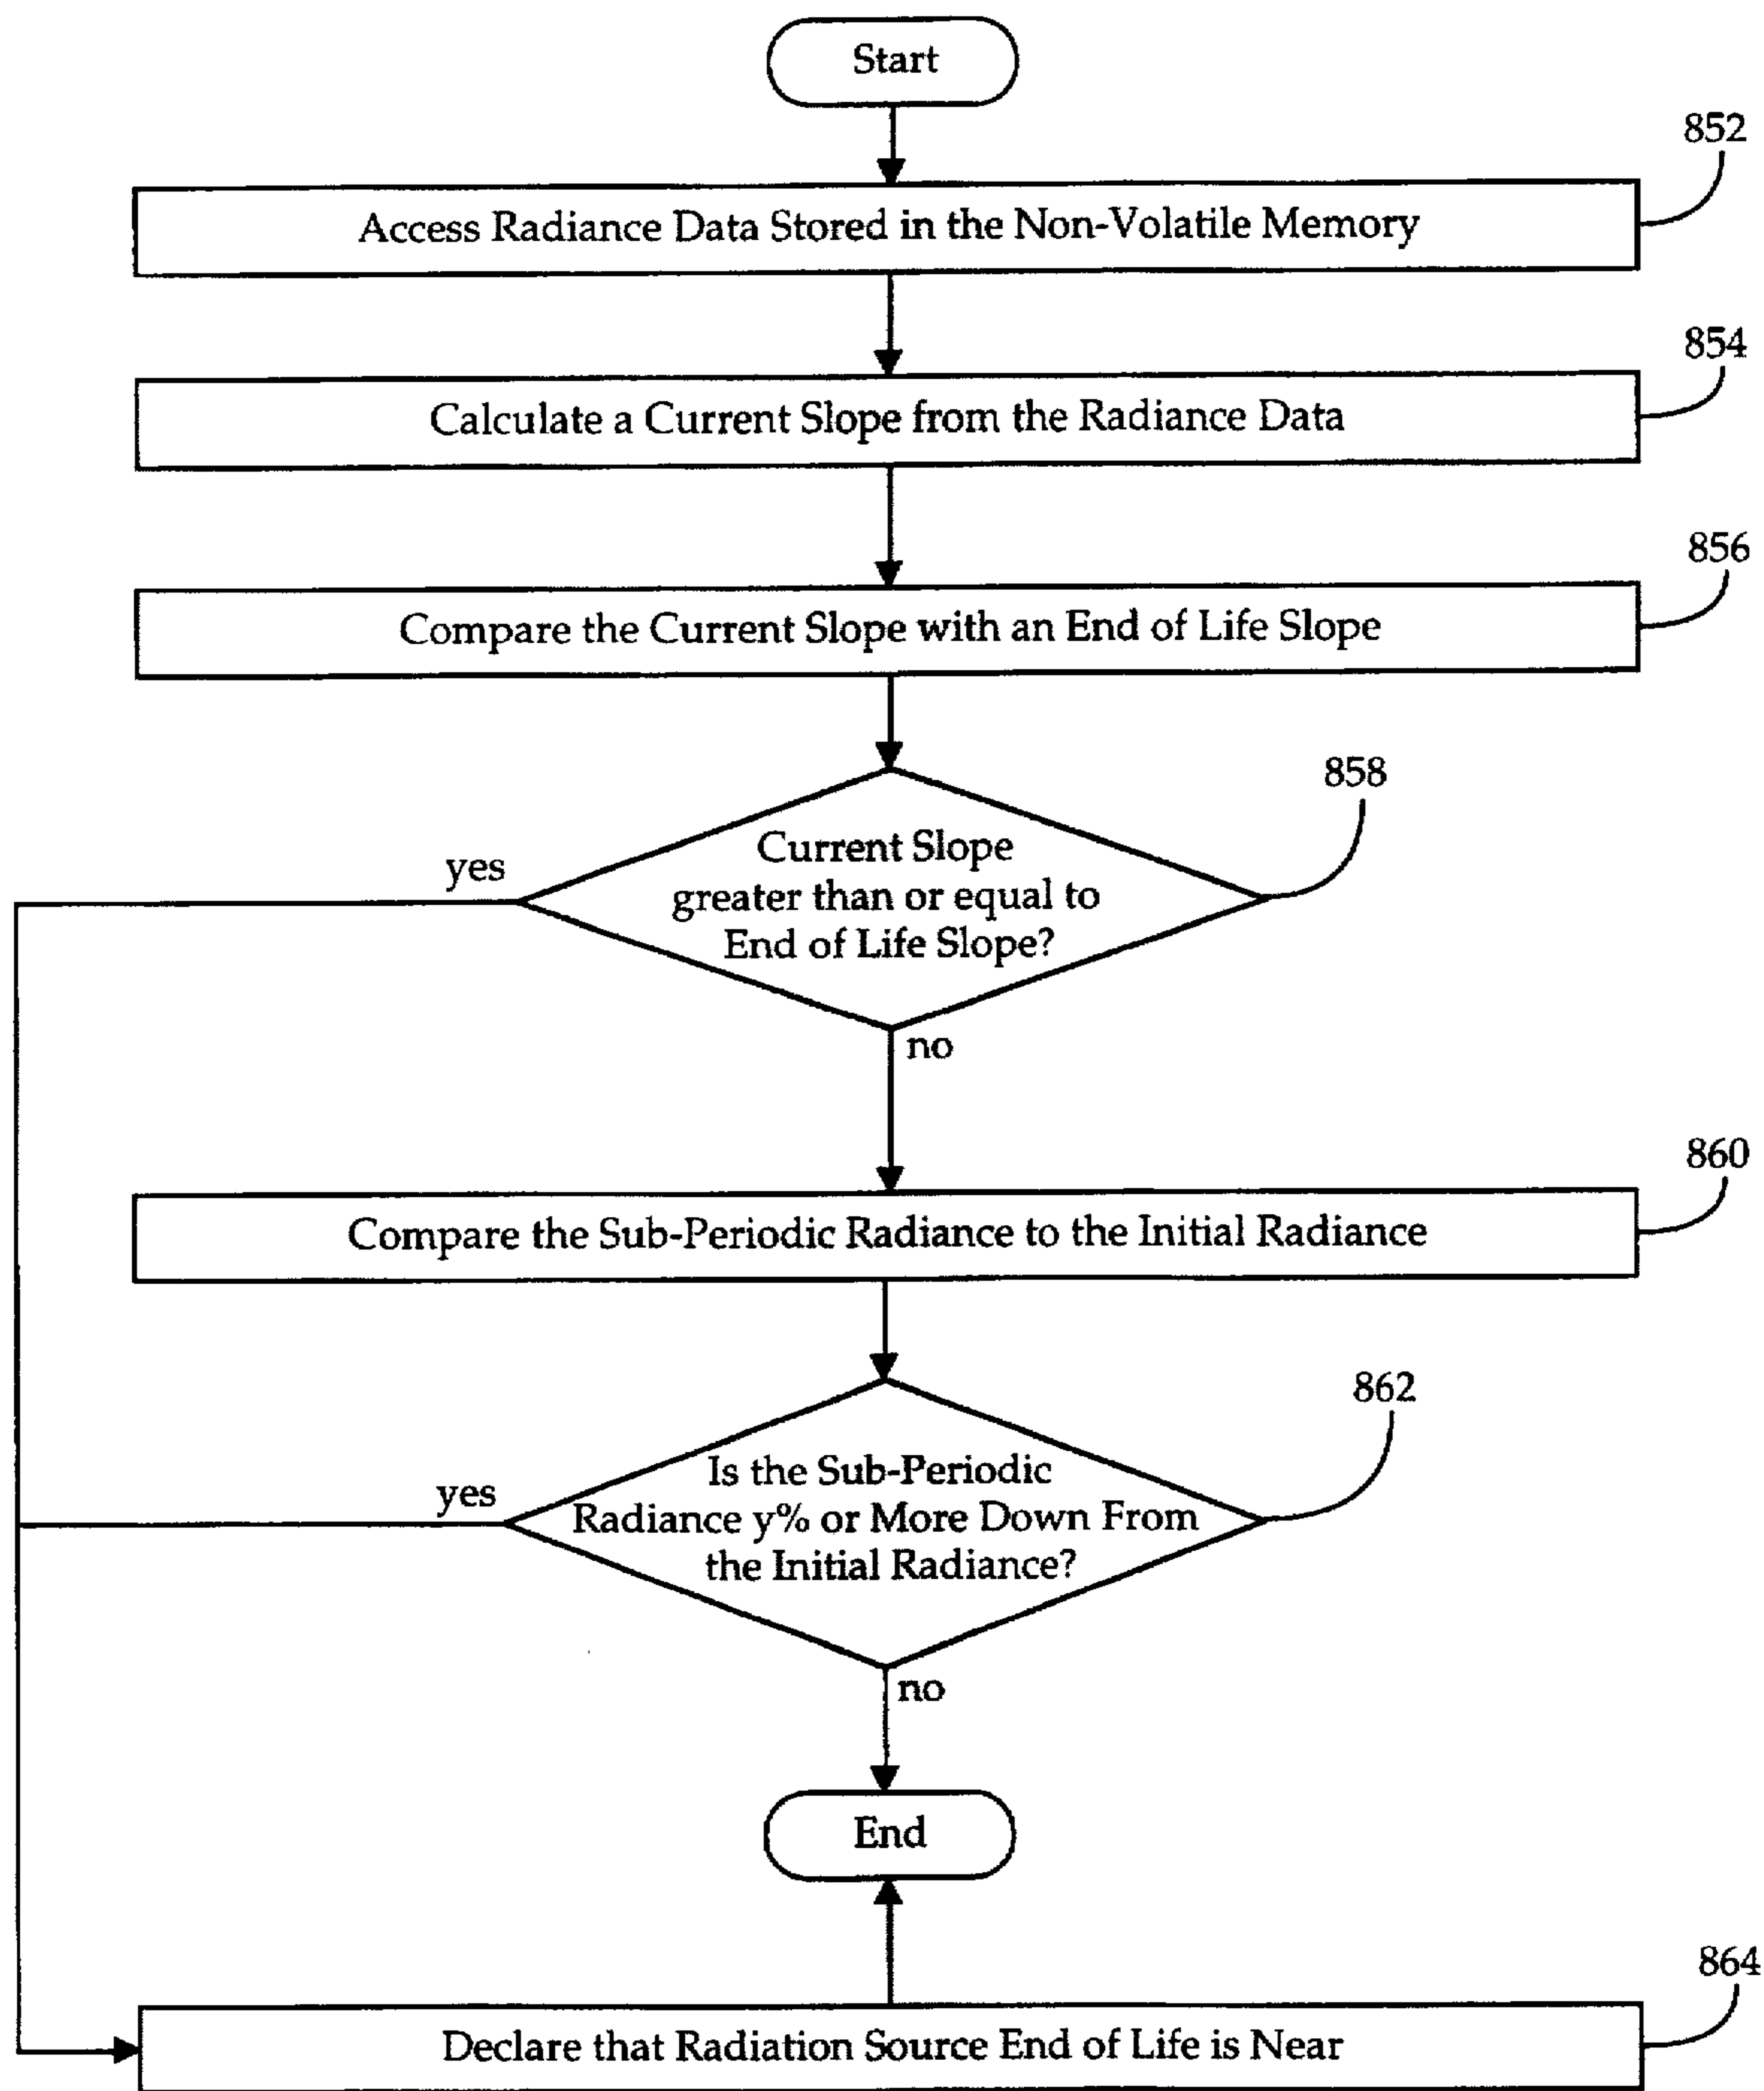 Start
852
Access Radiance Data Stored in the Non-Volatile Memory
854
Calculate a Current Slope from the Radiance Data
856
Compare the Current Slope with an End of Life Slope
858
Current Slope
greater than or equal to
End of Life Slope?
yes
no
860
Compare the Sub-Periodic Radiance to the Initial Radiance
862
Is the Sub-Periodic
Radiance y% or More Down From
the Initial Radiance?
yes
no
End
864
Declare that Radiation Source End of Life is Near